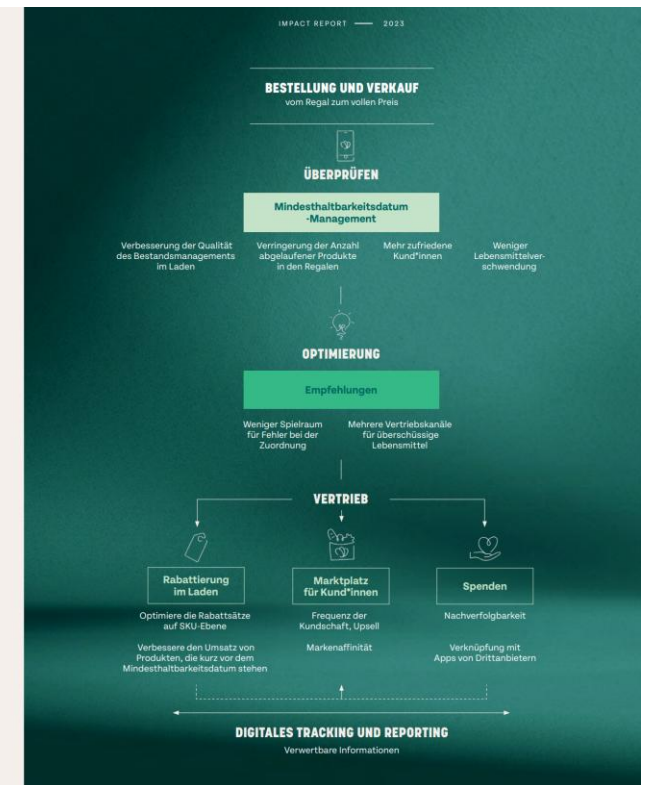 IMPACT REPORT — 2023
BESTELLUNG UND VERKAUF
vom Regal zum vollen Preis
ÜBERPRÜFEN
Mindesthaltbarkeitsdatum
-Management
Verbesserung der Qualität
des Bestandsmanagements
im Laden
Verringerung der Anzahl
abgelaufener Produkte
in den Regalen
Mehr zufriedene
Kund*innen
Weniger
Lebensmittelver-
schwendung
OPTIMIERUNG
Empfehlungen
Weniger Spielraum
für Fehler bei der
Zuordnung
Mehrere Vertriebskanäle
für überschüssige
Lebensmittel
VERTRIEB
Rabattierung
im Laden
Optimiere die Rabattsätze
auf SKU-Ebene
Verbessere den Umsatz von
Produkten, die kurz vor dem
Mindesthaltbarkeitsdatum stehen
Marktplatz
für Kund*innen
Frequenz der
Kundschaft, Upsell
Markenaffinität
Spenden
Nachverfolgbarkeit
Verknüpfung mit
Apps von Drittanbietern
DIGITALES TRACKING UND REPORTING
Verwertbare Informationen